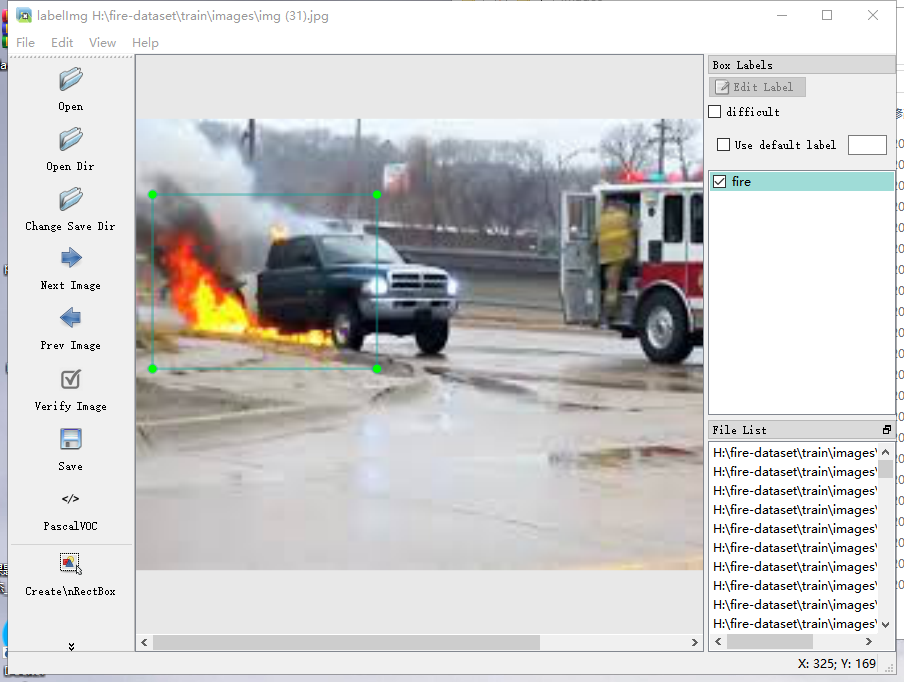 labelImg H:\fire-dataset\train\images\img (31).jpg
File Edit View Help
Open
Open Dir
Change Save Dir
Next Image
Prev Image
Verify Image
Save
</>
PascalVOC
Create\nRectBox
Box Labels
Edit Label
difficult
Use default label
fire
File List
H:\fire-dataset\train\images\
H:\fire-dataset\train\images\
H:\fire-dataset\train\images\
H:\fire-dataset\train\images\
H:\fire-dataset\train\images\
H:\fire-dataset\train\images\
H:\fire-dataset\train\images\
H:\fire-dataset\train\images\
H:\fire-dataset\train\images\
H:\fire-dataset\train\images\
X: 325; Y: 169